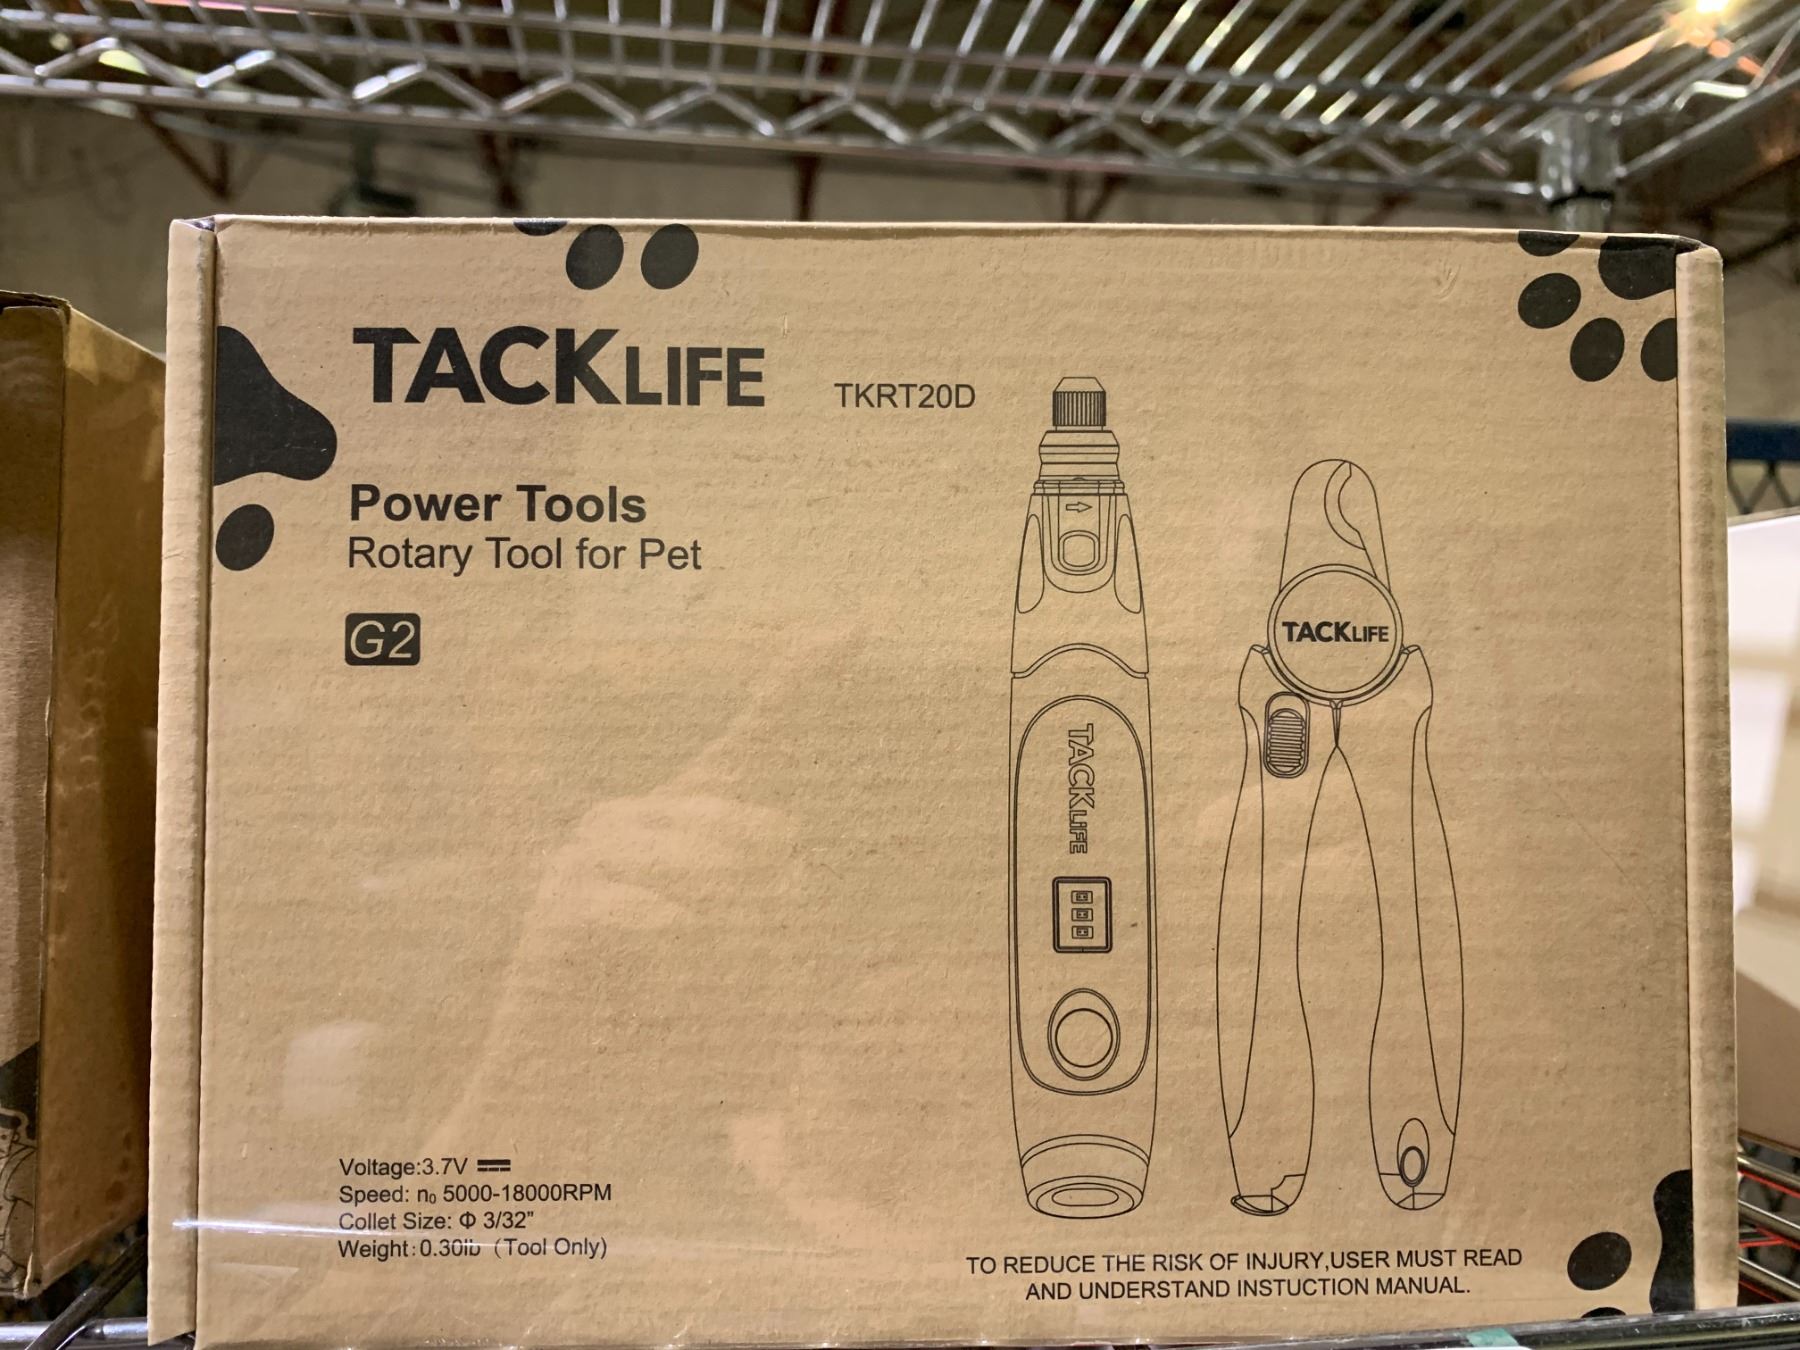 TACKLIFE TKRT20D
Power Tools
Rotary Tool for Pet
G2
TACKLIFE
TACKLIFE
Voltage:3.7V
Speed: n₀ 5000-18000RPM
Collet Size: Φ 3/32"
Weight:0.30lb (Tool Only)
TO REDUCE THE RISK OF INJURY,USER MUST READ
AND UNDERSTAND INSTUCTION MANUAL.